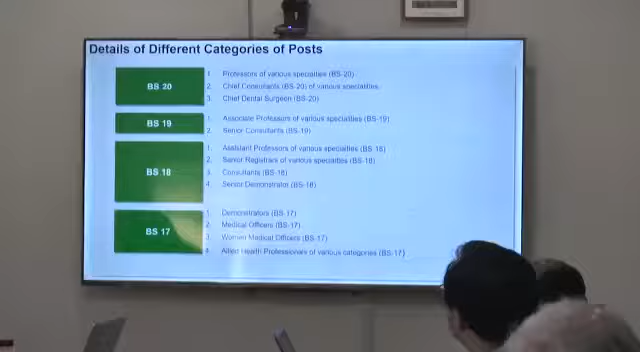 Details of Different Categories of Posts
BS 20
1. Professors of various specialties (BS-20)
2. Chief Consultants (BS-20) of various specialities
3. Chief Dental Surgeon (BS-20)
BS 19
1. Associate Professors of various specialties (BS-19)
2. Senior Consultants (BS-19)
BS 18
1. Assistant Professors of various specialties (BS-18)
2. Senior Registrars of various specialties (BS-18)
3. Consultants (BS-18)
4. Senior Demonstrator (BS-18)
BS 17
1. Demonstrators (BS-17)
2. Medical Officers (BS-17)
3. Women Medical Officers (BS-17)
4. Allied Health Professionals of various categories (BS-17)